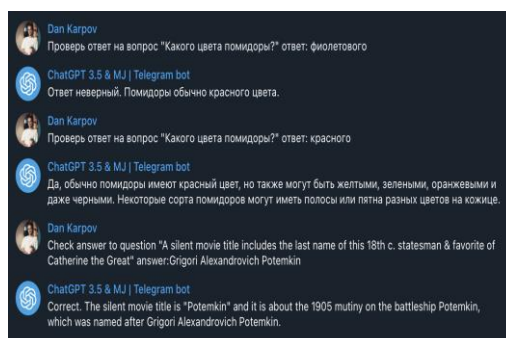 Dan Karpov
Проверь ответ на вопрос "Какого цвета помидоры?" ответ: фиолетового
ChatGPT 3.5 & MJ | Telegram bot
Ответ неверный. Помидоры обычно красного цвета.
Dan Karpov
Проверь ответ на вопрос "Какого цвета помидоры?" ответ: красного
ChatGPT 3.5 & MJ | Telegram bot
Да, обычно помидоры имеют красный цвет, но также могут быть желтыми, зелеными, оранжевыми и
даже черными. Некоторые сорта помидоров могут иметь полосы или пятна разных цветов на кожице.
Dan Karpov
Check answer to question "A silent movie title includes the last name of this 18th c. statesman & favorite of
Catherine the Great" answer:Grigori Alexandrovich Potemkin
ChatGPT 3.5 & MJ | Telegram bot
Correct. The silent movie title is "Potemkin" and it is about the 1905 mutiny on the battleship Potemkin,
which was named after Grigori Alexandrovich Potemkin.